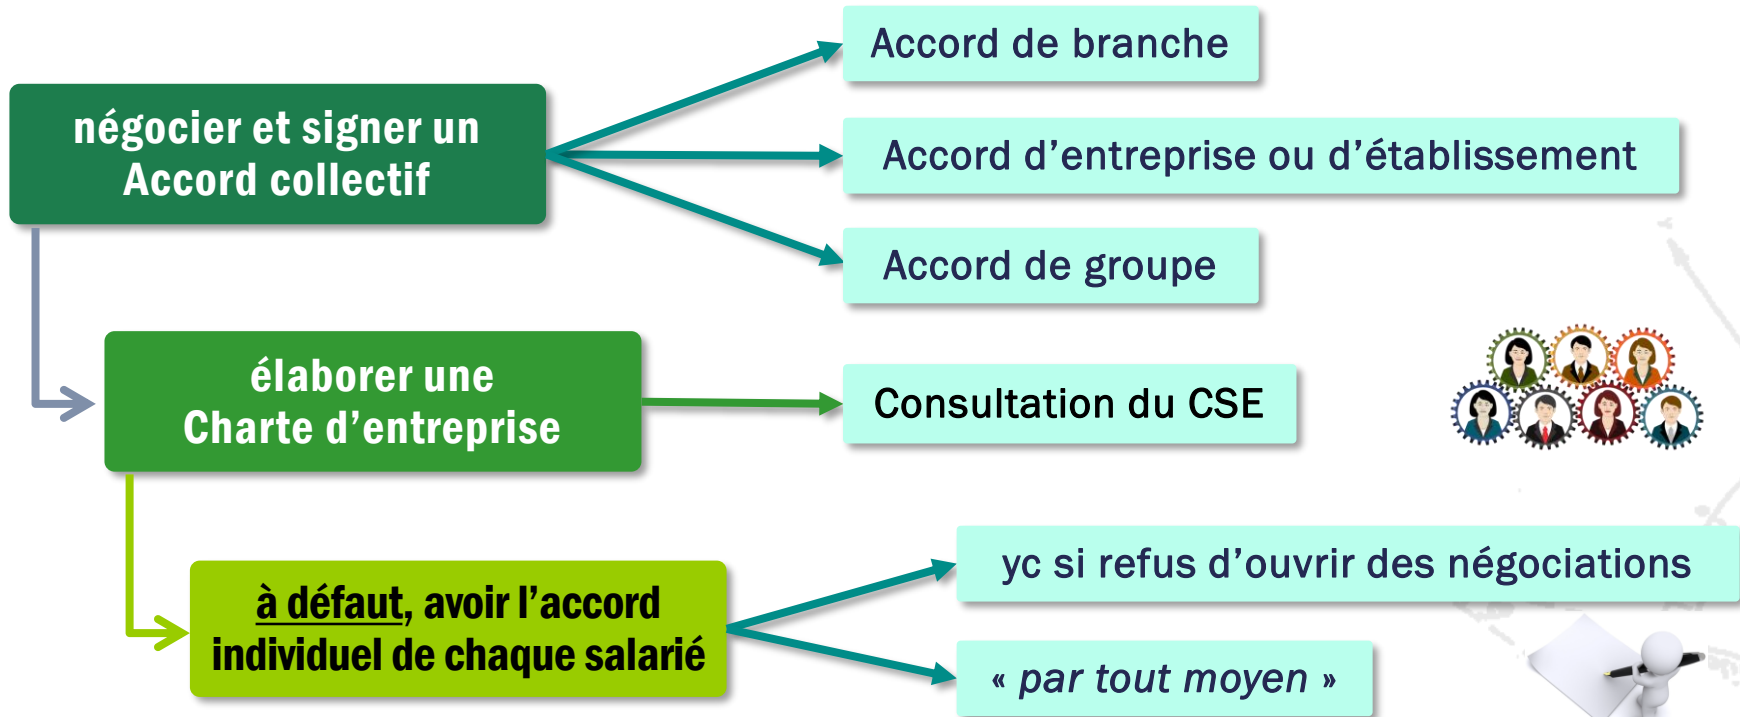 Accord de branche
négocier et signer un
Accord collectif
Accord d’entreprise ou d’établissement
Accord de groupe
élaborer une
Charte d’entreprise
Consultation du CSE
à défaut, avoir l’accord
individuel de chaque salarié
yc si refus d’ouvrir des négociations
« par tout moyen »